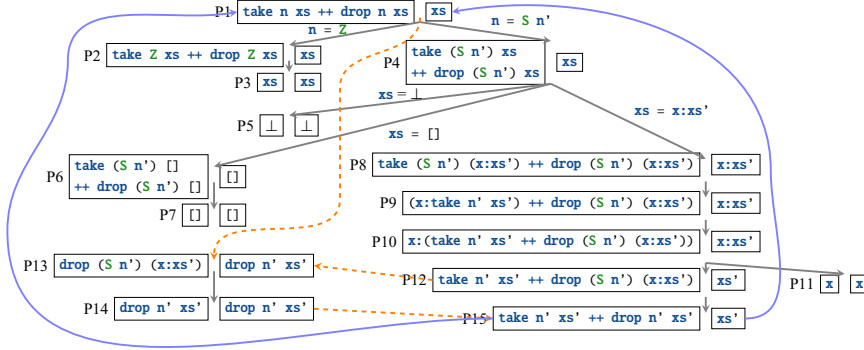 P1 take n xs ++ drop n xs xs
n = Z
n = S n’
P2 take Z xs ++ drop Z xs xs
P4 take (S n’) xs
++ drop (S n’) xs xs
P3 xs xs
xs = ⊥
P5 ⊥ ⊥
xs = x:xs’
xs = []
P6 take (S n’) []
++ drop (S n’) [] []
P8 take (S n’) (x:xs’) ++ drop (S n’) (x:xs’) x:xs’
P7 [] []
P9 (x:take n’ xs’) ++ drop (S n’) (x:xs’) x:xs’
P10 x:(take n’ xs’ ++ drop (S n’) (x:xs’)) x:xs’
P13 drop (S n’) (x:xs’) drop n’ xs’
P12 take n’ xs’ ++ drop (S n’) (x:xs’) xs’
P11 x x
P14 drop n’ xs’ drop n’ xs’
P15 take n’ xs’ ++ drop n’ xs’ xs’